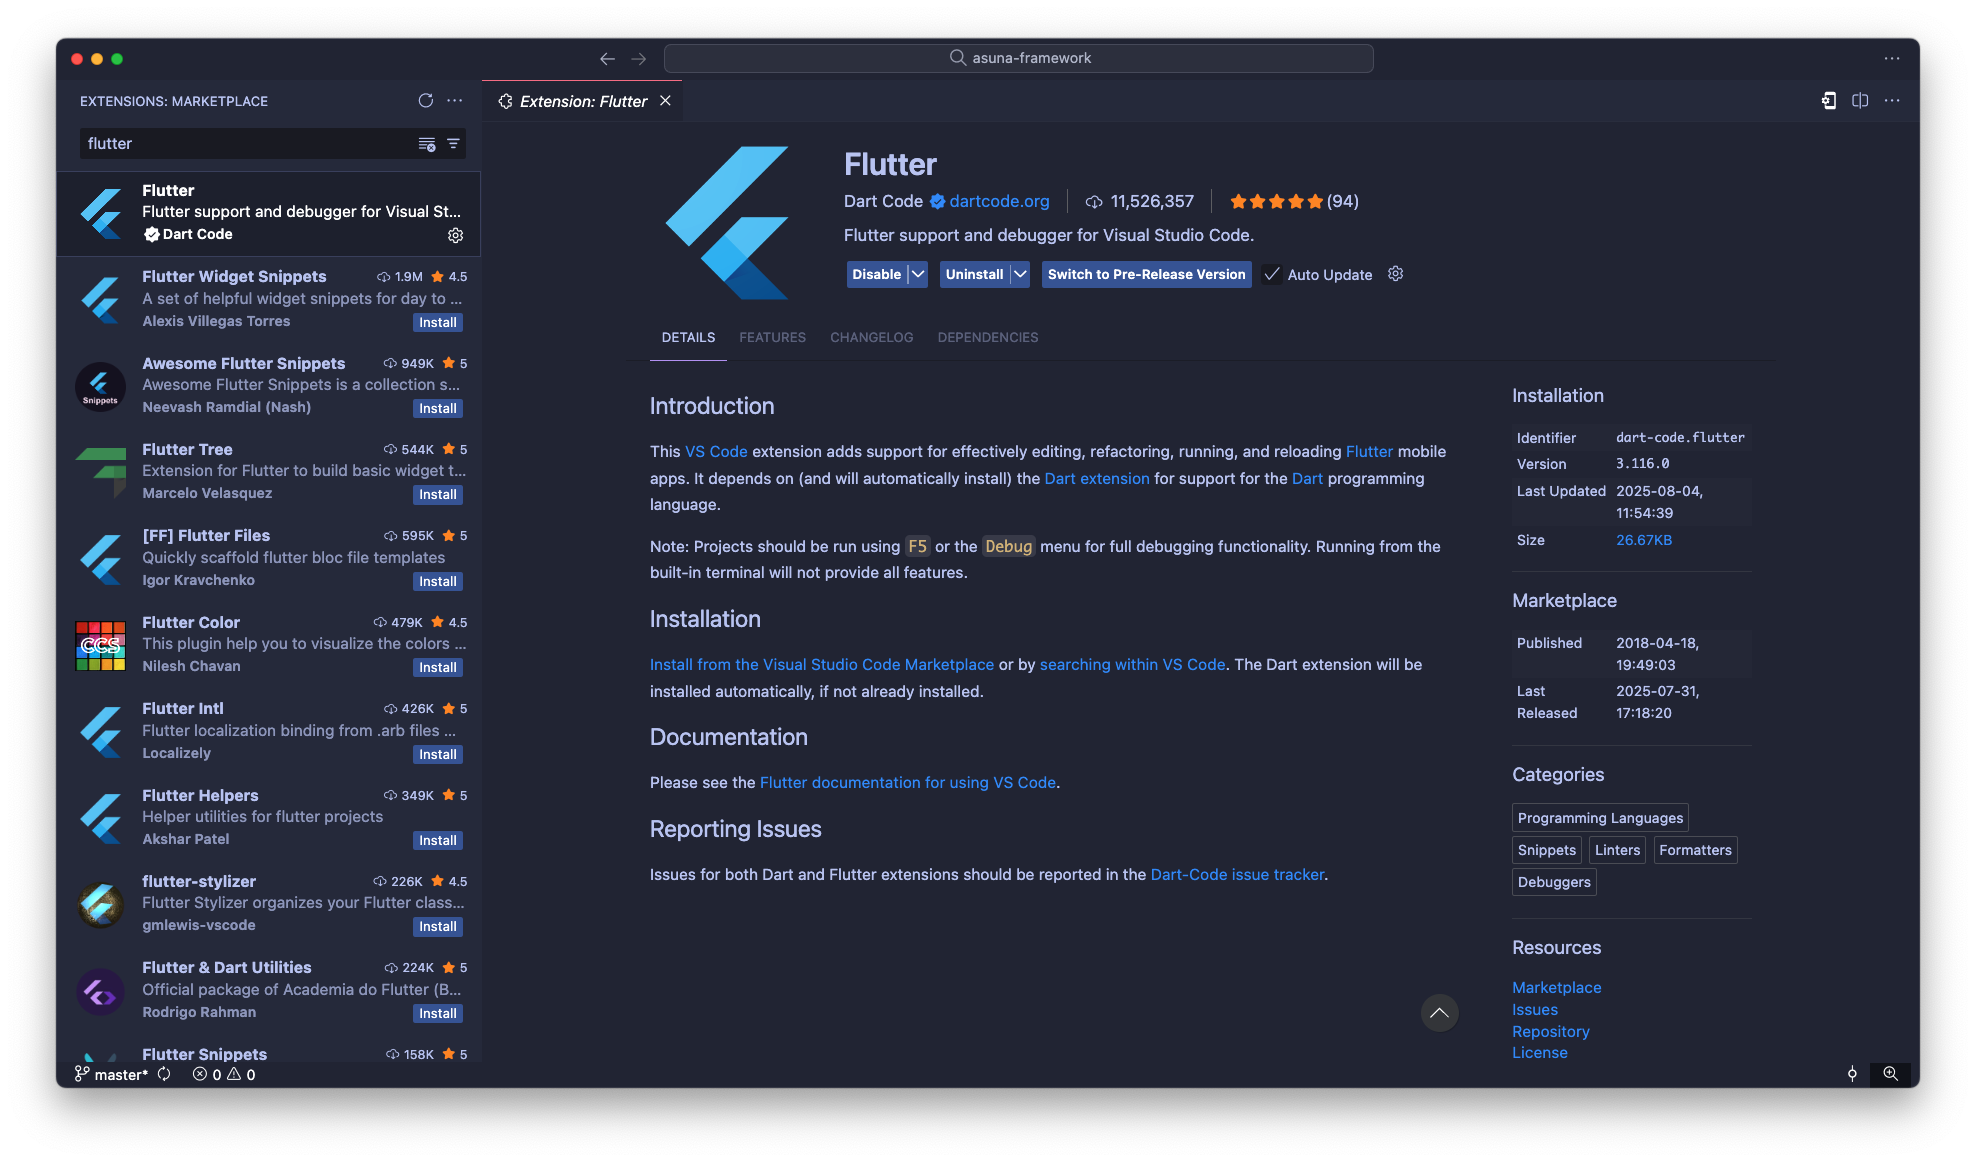 asuna-framework
EXTENSIONS: MARKETPLACE
flutter
Flutter
Flutter support and debugger for Visual St...
Dart Code
Flutter Widget Snippets 1.9M 4.5
A set of helpful widget snippets for day to ...
Alexis Villegas Torres Install
Awesome Flutter Snippets 949K 5
Awesome Flutter Snippets is a collection s...
Neevash Ramdial (Nash) Install
Snippets
Flutter Tree 544K 5
Extension for Flutter to build basic widget t...
Marcelo Velasquez Install
[FF] Flutter Files 595K 5
Quickly scaffold flutter bloc file templates
Igor Kravchenko Install
Flutter Color 479K 4.5
This plugin help you to visualize the colors ...
Nilesh Chavan Install
CCS
Flutter Intl 426K 5
Flutter localization binding from .arb files ...
Localizely Install
Flutter Helpers 349K 5
Helper utilities for flutter projects
Akshar Patel Install
flutter-stylizer 226K 4.5
Flutter Stylizer organizes your Flutter class...
gmlewis-vscode Install
Flutter & Dart Utilities 224K 5
Official package of Academia do Flutter (B...
Rodrigo Rahman Install
Flutter Snippets 158K 5
master* 0 0
Extension: Flutter
Flutter
Dart Code dartcode.org 11,526,357 (94)
Flutter support and debugger for Visual Studio Code.
Disable Uninstall Switch to Pre-Release Version Auto Update
DETAILS FEATURES CHANGELOG DEPENDENCIES
Introduction
This VS Code extension adds support for effectively editing, refactoring, running, and reloading Flutter mobile
apps. It depends on (and will automatically install) the Dart extension for support for the Dart programming
language.
Note: Projects should be run using F5 or the Debug menu for full debugging functionality. Running from the
built-in terminal will not provide all features.
Installation
Install from the Visual Studio Code Marketplace or by searching within VS Code. The Dart extension will be
installed automatically, if not already installed.
Documentation
Please see the Flutter documentation for using VS Code.
Reporting Issues
Issues for both Dart and Flutter extensions should be reported in the Dart-Code issue tracker.
Installation
Identifier dart-code.flutter
Version 3.116.0
Last Updated 2025-08-04,
11:54:39
Size 26.67KB
Marketplace
Published 2018-04-18,
19:49:03
Last 2025-07-31,
Released 17:18:20
Categories
Programming Languages
Snippets Linters Formatters
Debuggers
Resources
Marketplace
Issues
Repository
License